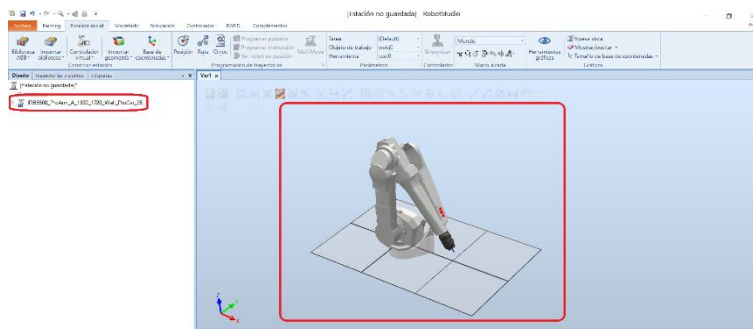 [Estación no guardada] - RobotStudio
Archivo Painting Posición inicial Modelado Simulación Controlador RAPID Complementos
Biblioteca ABB
Importar biblioteca
Controlador virtual
Importar geometría
Base de coordenadas
Construir estación
Posición Ruta Otros
Programar posición
Programar instrucción
Ver robot en posición
MultiMove
Programación de trayectorias
Tarea (Default)
Objeto de trabajo wobj0
Herramienta tool0
Parámetros
Sincronizar
Controlador
Mundo
Mano alzada
Herramientas gráficas
Nueva vista
Mostrar/ocultar
Tamaño de base de coordenadas
Gráficos
Diseño Trayectorias y puntos Etiquetas
Ver1
[Estación no guardada]*
Z
Y
X